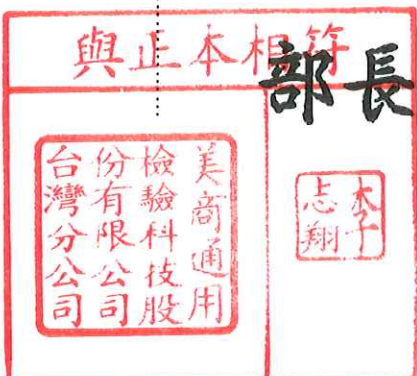 與正本相符
部長
美商通用
檢驗科技股
份有限公司
台灣分公司
李
志翔